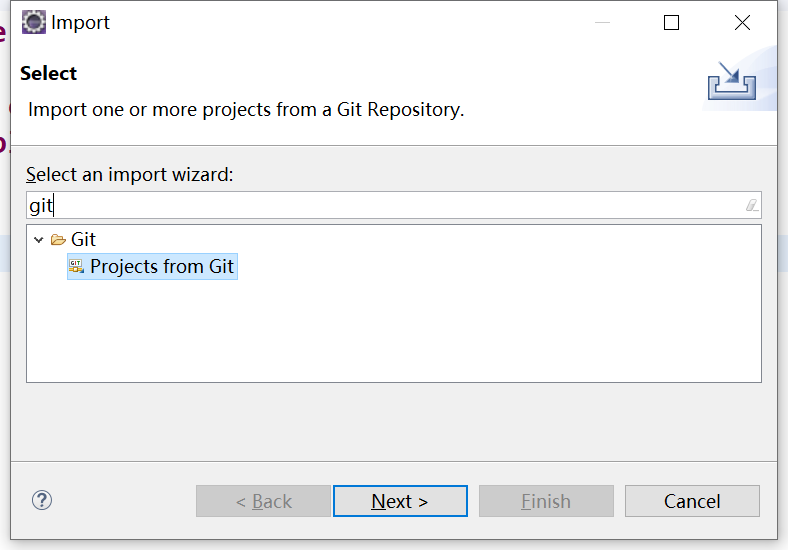 Import
Select
Import one or more projects from a Git Repository.
Select an import wizard:
git
Git
GIT Projects from Git
< Back Next > Finish Cancel